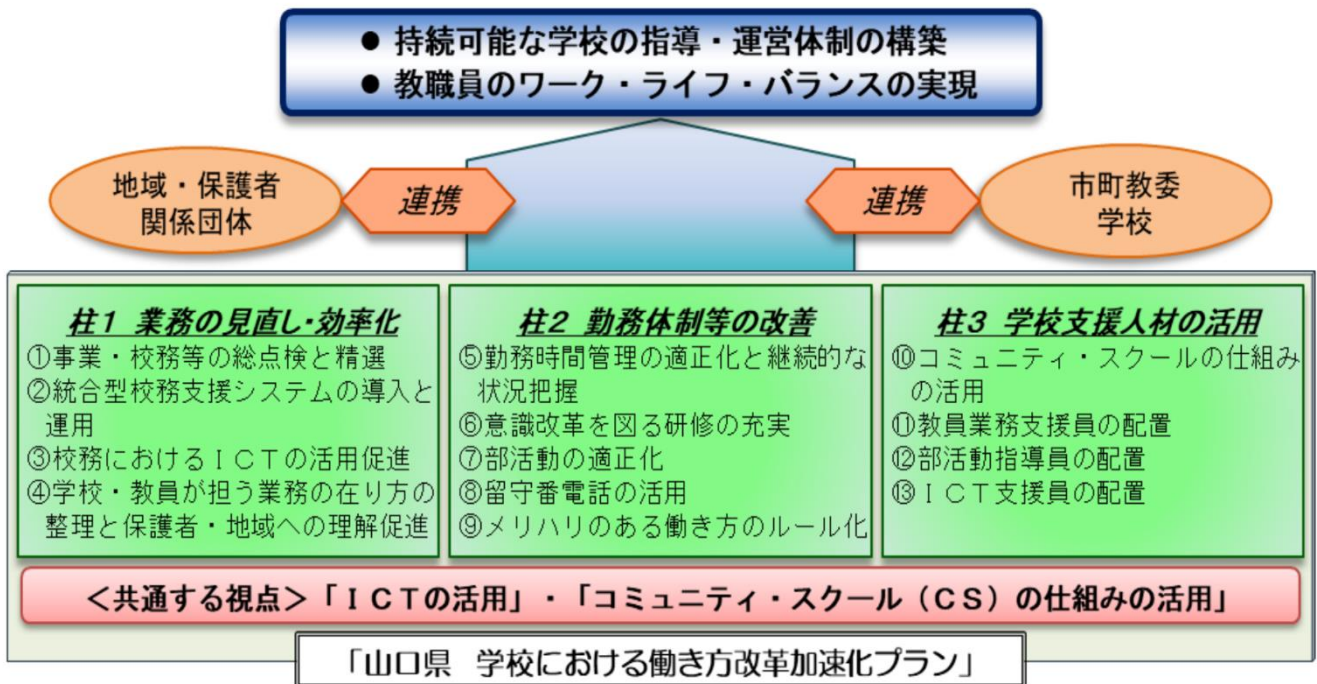 ● 持続可能な学校の指導・運営体制の構築
● 教職員のワーク・ライフ・バランスの実現
地域・保護者
関係団体
連携
連携
市町教委
学校
柱1 業務の見直し・効率化
①事業・校務等の総点検と精選
②統合型校務支援システムの導入と
運用
③校務におけるICTの活用促進
④学校・教員が担う業務の在り方の
整理と保護者・地域への理解促進
柱2 勤務体制等の改善
⑤勤務時間管理の適正化と継続的な
状況把握
⑥意識改革を図る研修の充実
⑦部活動の適正化
⑧留守番電話の活用
⑨メリハリのある働き方のルール化
柱3 学校支援人材の活用
⑩コミュニティ・スクールの仕組み
の活用
⑪教員業務支援員の配置
⑫部活動指導員の配置
⑬ICT支援員の配置
<共通する視点>「ICTの活用」・「コミュニティ・スクール(CS)の仕組みの活用」
「山口県 学校における働き方改革加速化プラン」